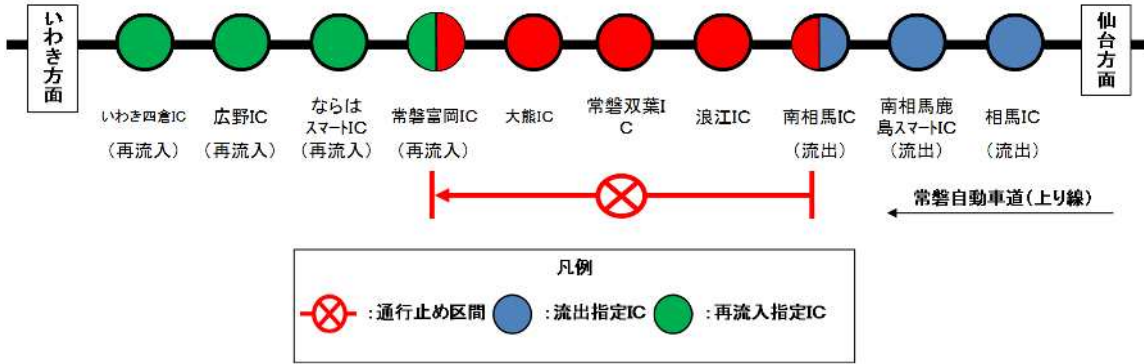 いわき方面
仙台方面
いわき四倉IC
(再流入)
広野IC
(再流入)
ならは
スマートIC
(再流入)
常磐富岡IC
(再流入)
大熊IC
常磐双葉I
C
浪江IC
南相馬IC
(流出)
南相馬鹿
島スマートIC
(流出)
相馬IC
(流出)
常磐自動車道(上り線)
凡例
:通行止め区間
:流出指定IC
:再流入指定IC